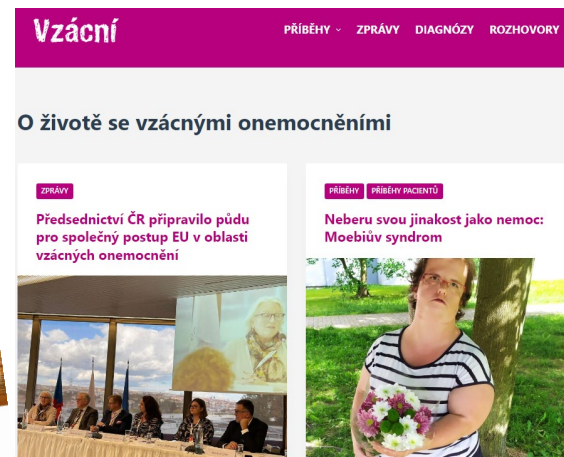 Vzácní
PŘÍBĚHY ZPRÁVY DIAGNÓZY ROZHOVORY
O životě se vzácnými onemocněními
ZPRÁVY
Předsednictví ČR připravilo půdu
pro společný postup EU v oblasti
vzácných onemocnění
PŘÍBĚHY PŘÍBĚHY PACIENTŮ
Neberu svou jinakost jako nemoc:
Moebiův syndrom